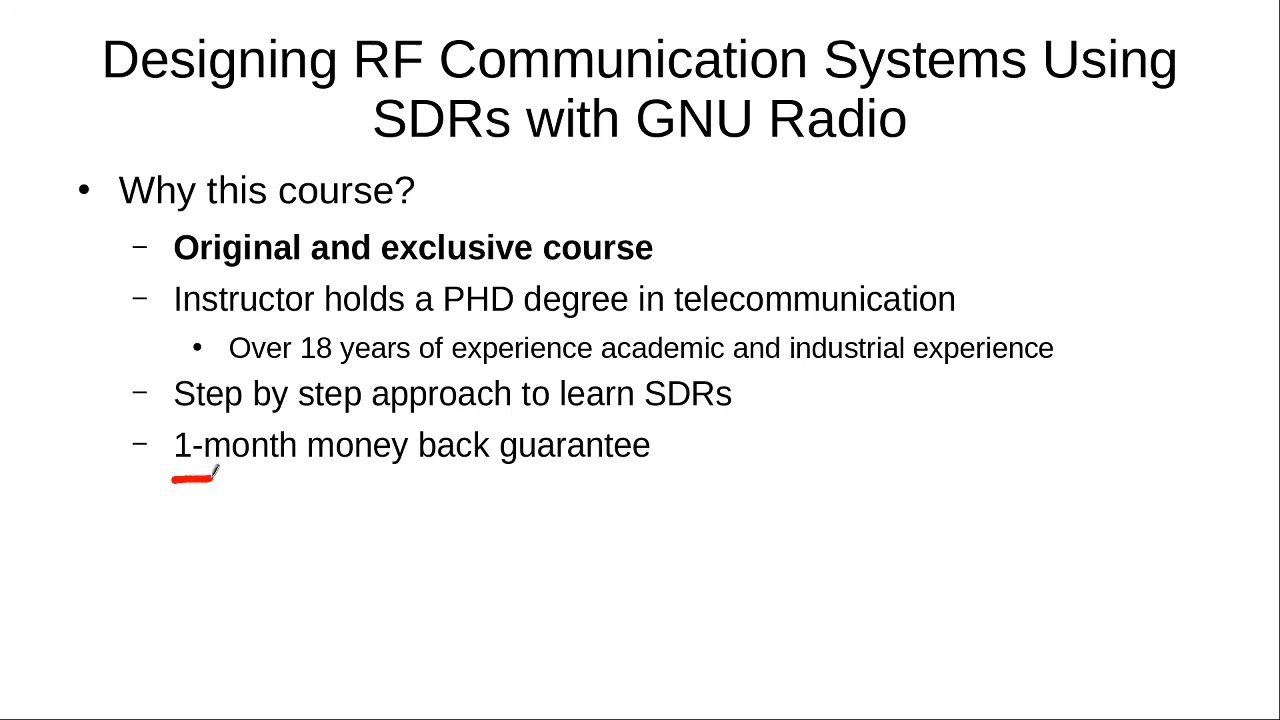 Designing RF Communication Systems Using
SDRs with GNU Radio
• Why this course?
– Original and exclusive course
– Instructor holds a PHD degree in telecommunication
• Over 18 years of experience academic and industrial experience
– Step by step approach to learn SDRs
– 1-month money back guarantee